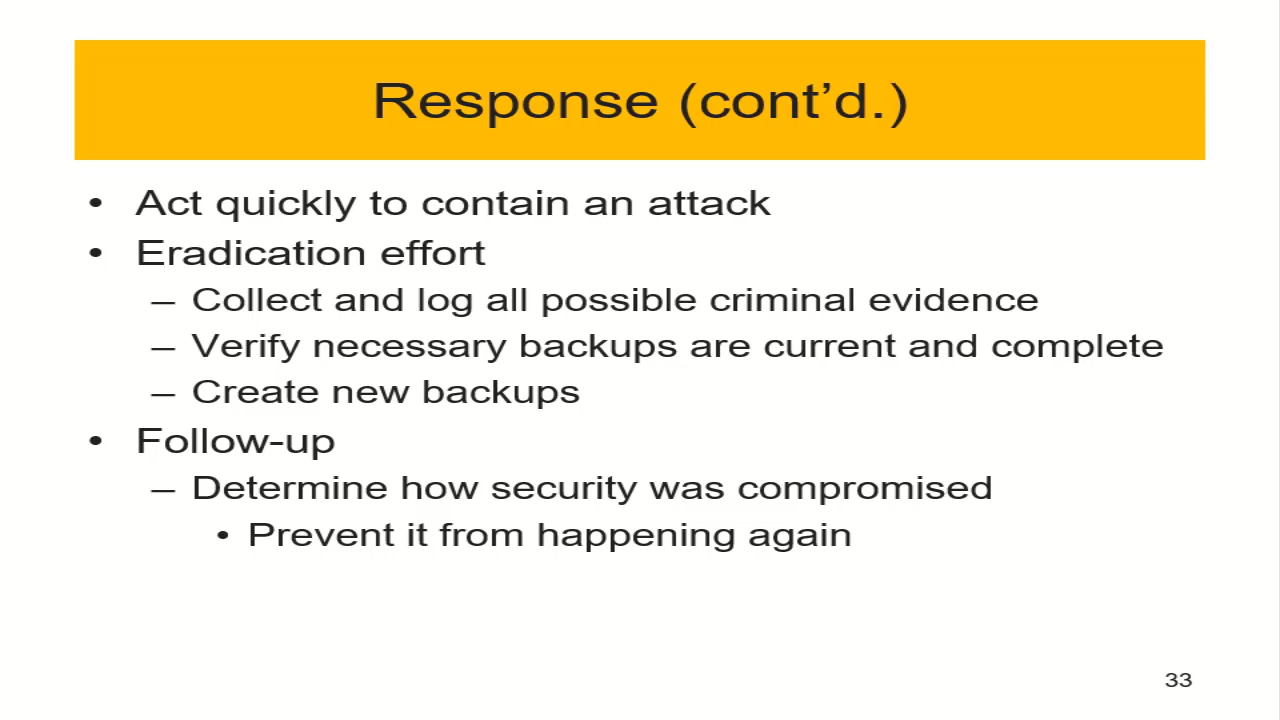 Response (cont’d.)
• Act quickly to contain an attack
• Eradication effort
– Collect and log all possible criminal evidence
– Verify necessary backups are current and complete
– Create new backups
• Follow-up
– Determine how security was compromised
• Prevent it from happening again
33